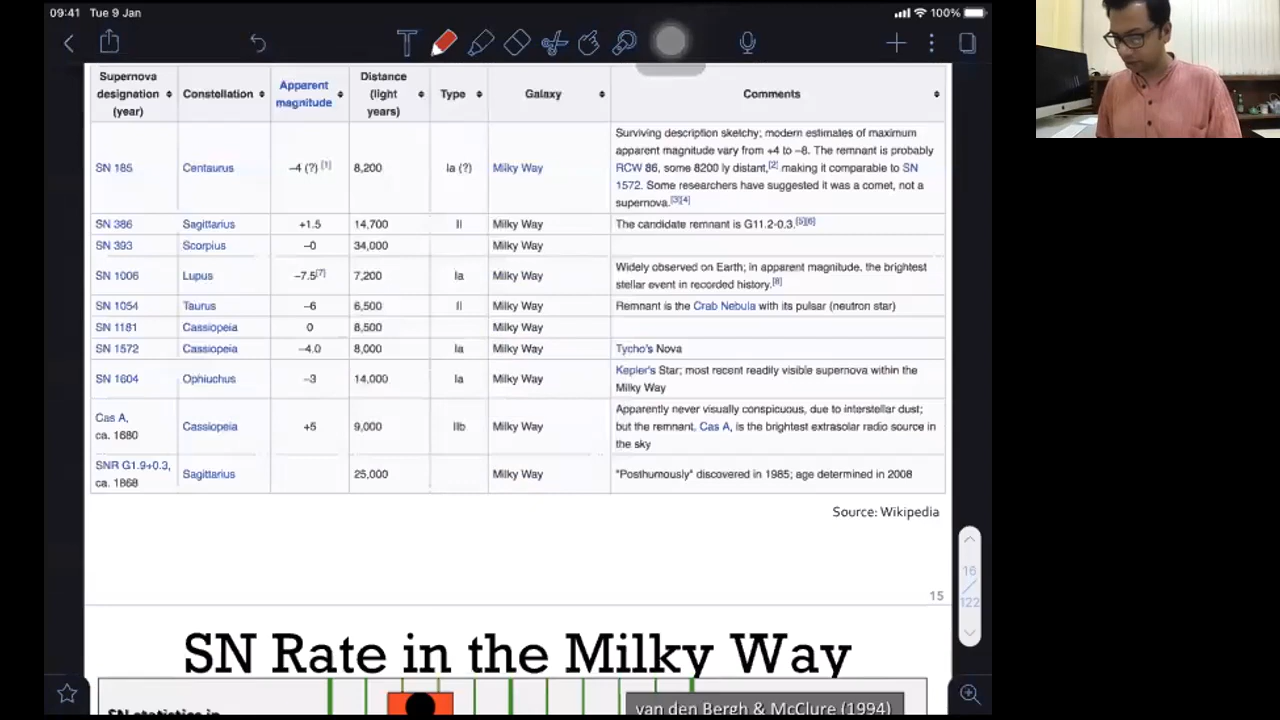 09:41 Tue 9 Jan 100%
Supernova designation (year) Constellation Apparent magnitude Distance (light years) Type Galaxy Comments
SN 185 Centaurus −4 (?) [1] 8,200 Ia (?) Milky Way Surviving description sketchy; modern estimates of maximum
apparent magnitude vary from +4 to −8. The remnant is probably
RCW 86, some 8200 ly distant,[2] making it comparable to SN
1572. Some researchers have suggested it was a comet, not a
supernova.[3][4]
SN 386 Sagittarius +1.5 14,700 II Milky Way The candidate remnant is G11.2-0.3.[5][6]
SN 393 Scorpius −0 34,000 Milky Way
SN 1006 Lupus −7.5[7] 7,200 Ia Milky Way Widely observed on Earth; in apparent magnitude, the brightest
stellar event in recorded history.[8]
SN 1054 Taurus −6 6,500 II Milky Way Remnant is the Crab Nebula with its pulsar (neutron star)
SN 1181 Cassiopeia 0 8,500 Milky Way
SN 1572 Cassiopeia −4.0 8,000 Ia Milky Way Tycho's Nova
SN 1604 Ophiuchus −3 14,000 Ia Milky Way Kepler's Star; most recent readily visible supernova within the
Milky Way
Cas A, ca. 1680 Cassiopeia +5 9,000 IIb Milky Way Apparently never visually conspicuous, due to interstellar dust;
but the remnant, Cas A, is the brightest extrasolar radio source in
the sky
SNR G1.9+0.3, ca. 1868 Sagittarius 25,000 Milky Way "Posthumously" discovered in 1985; age determined in 2008
Source: Wikipedia
16
122
15
SN Rate in the Milky Way
SN statistics in
van den Bergh & McClure (1994)